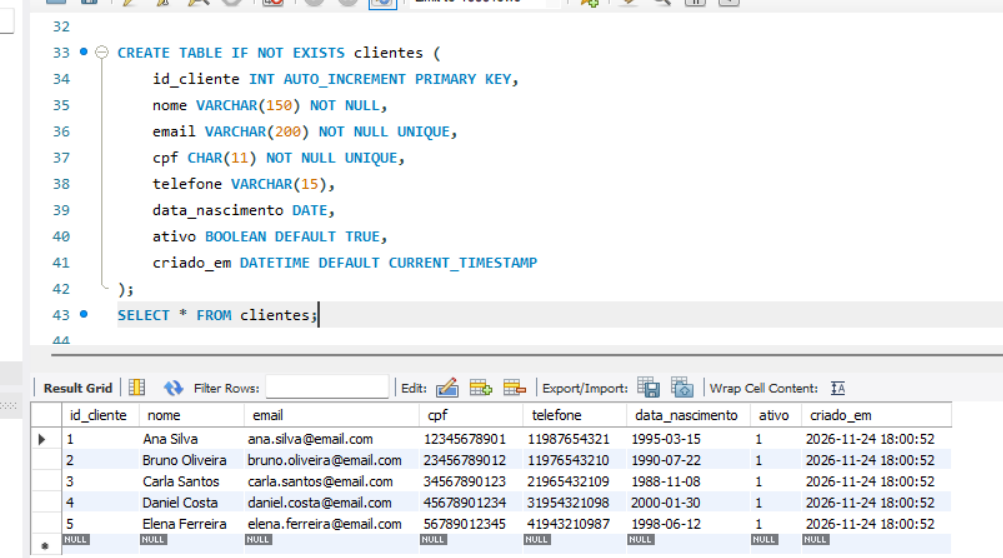 32
33 CREATE TABLE IF NOT EXISTS clientes (
34 id_cliente INT AUTO_INCREMENT PRIMARY KEY,
35 nome VARCHAR(150) NOT NULL,
36 email VARCHAR(200) NOT NULL UNIQUE,
37 cpf CHAR(11) NOT NULL UNIQUE,
38 telefone VARCHAR(15),
39 data_nascimento DATE,
40 ativo BOOLEAN DEFAULT TRUE,
41 criado_em DATETIME DEFAULT CURRENT_TIMESTAMP
42 );
43 SELECT * FROM clientes;
44
Result Grid Filter Rows: Edit: Export/Import: Wrap Cell Content: IA
id_cliente nome email cpf telefone data_nascimento ativo criado_em
1 Ana Silva ana.silva@email.com 12345678901 11987654321 1995-03-15 1 2026-11-24 18:00:52
2 Bruno Oliveira bruno.oliveira@email.com 23456789012 11976543210 1990-07-22 1 2026-11-24 18:00:52
3 Carla Santos carla.santos@email.com 34567890123 21965432109 1988-11-08 1 2026-11-24 18:00:52
4 Daniel Costa daniel.costa@email.com 45678901234 31954321098 2000-01-30 1 2026-11-24 18:00:52
5 Elena Ferreira elena.ferreira@email.com 56789012345 41943210987 1998-06-12 1 2026-11-24 18:00:52
NULL NULL NULL NULL NULL NULL NULL NULL